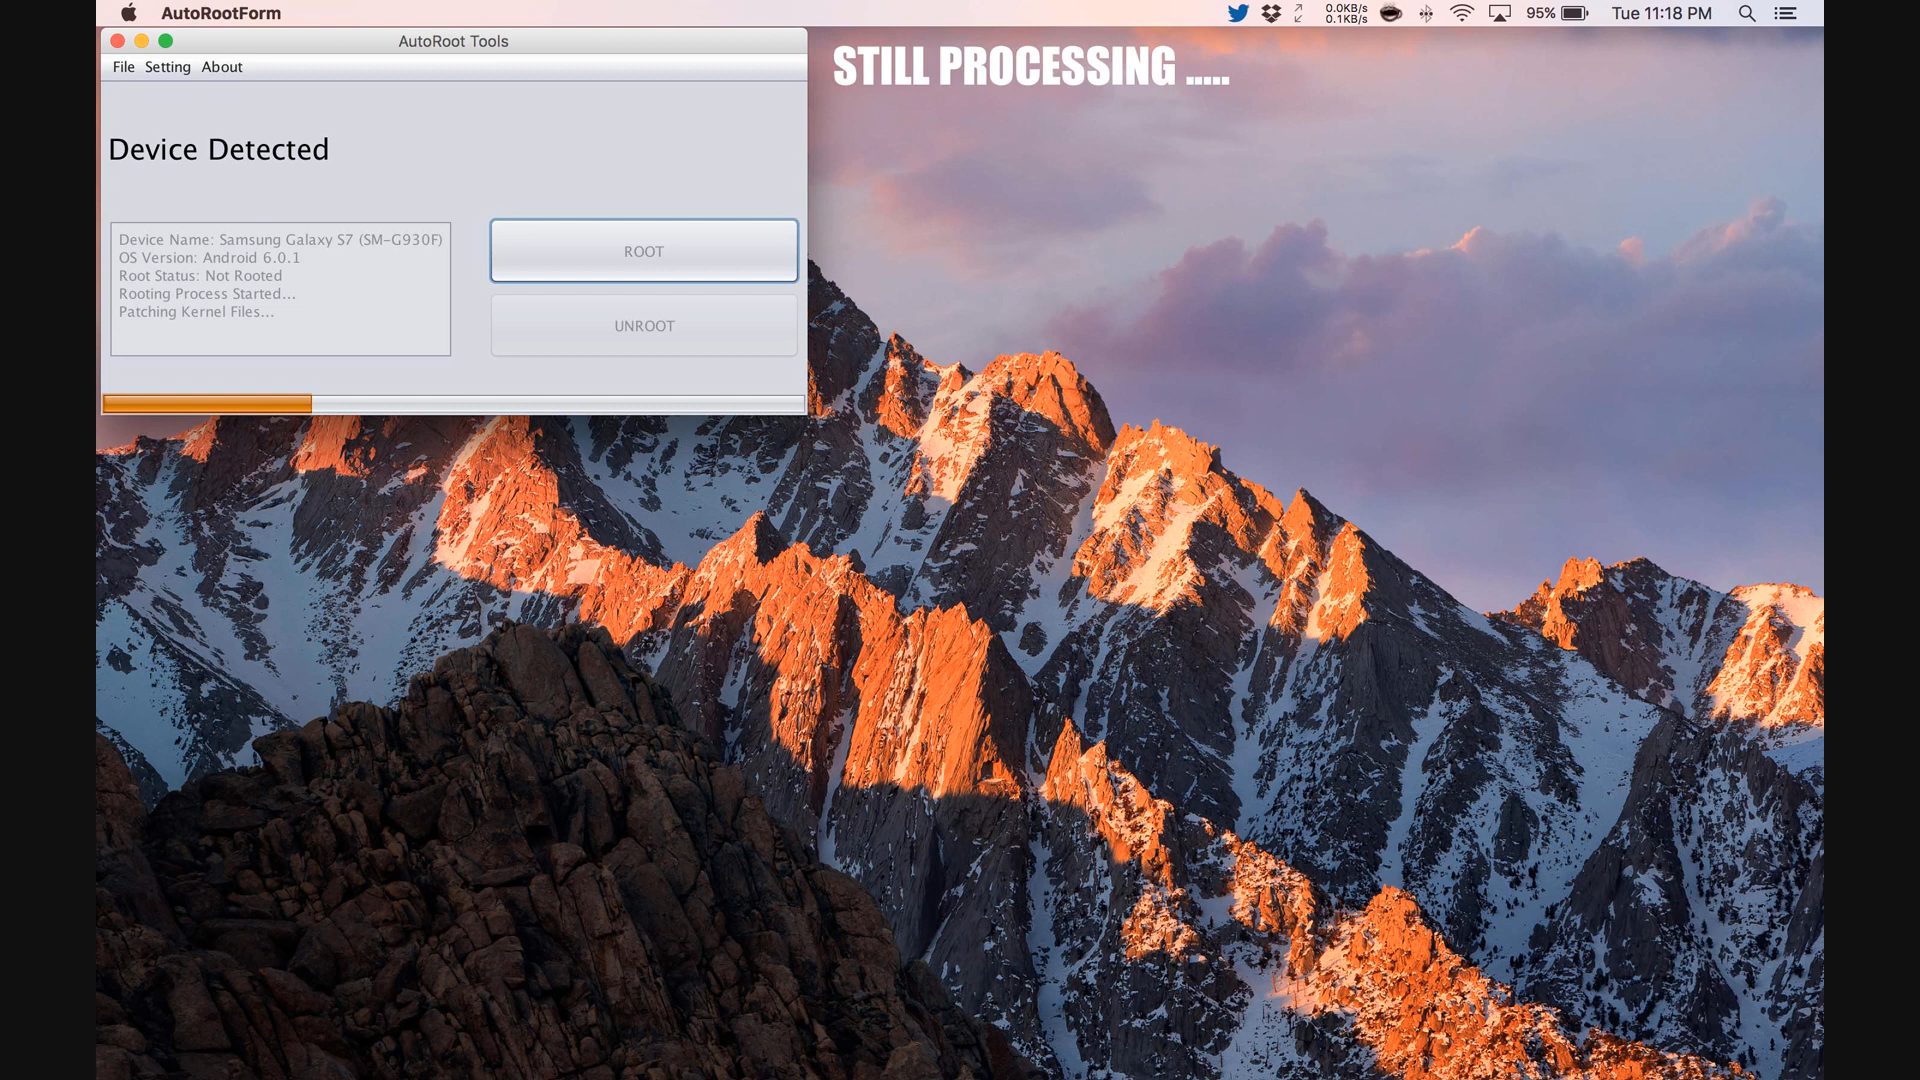 AutoRootForm
0.0KB/s
0.1KB/s
95%
Tue 11:18 PM
AutoRoot Tools
File Setting About
STILL PROCESSING .....
Device Detected
Device Name: Samsung Galaxy S7 (SM-G930F)
OS Version: Android 6.0.1
Root Status: Not Rooted
Rooting Process Started...
Patching Kernel Files...
ROOT
UNROOT